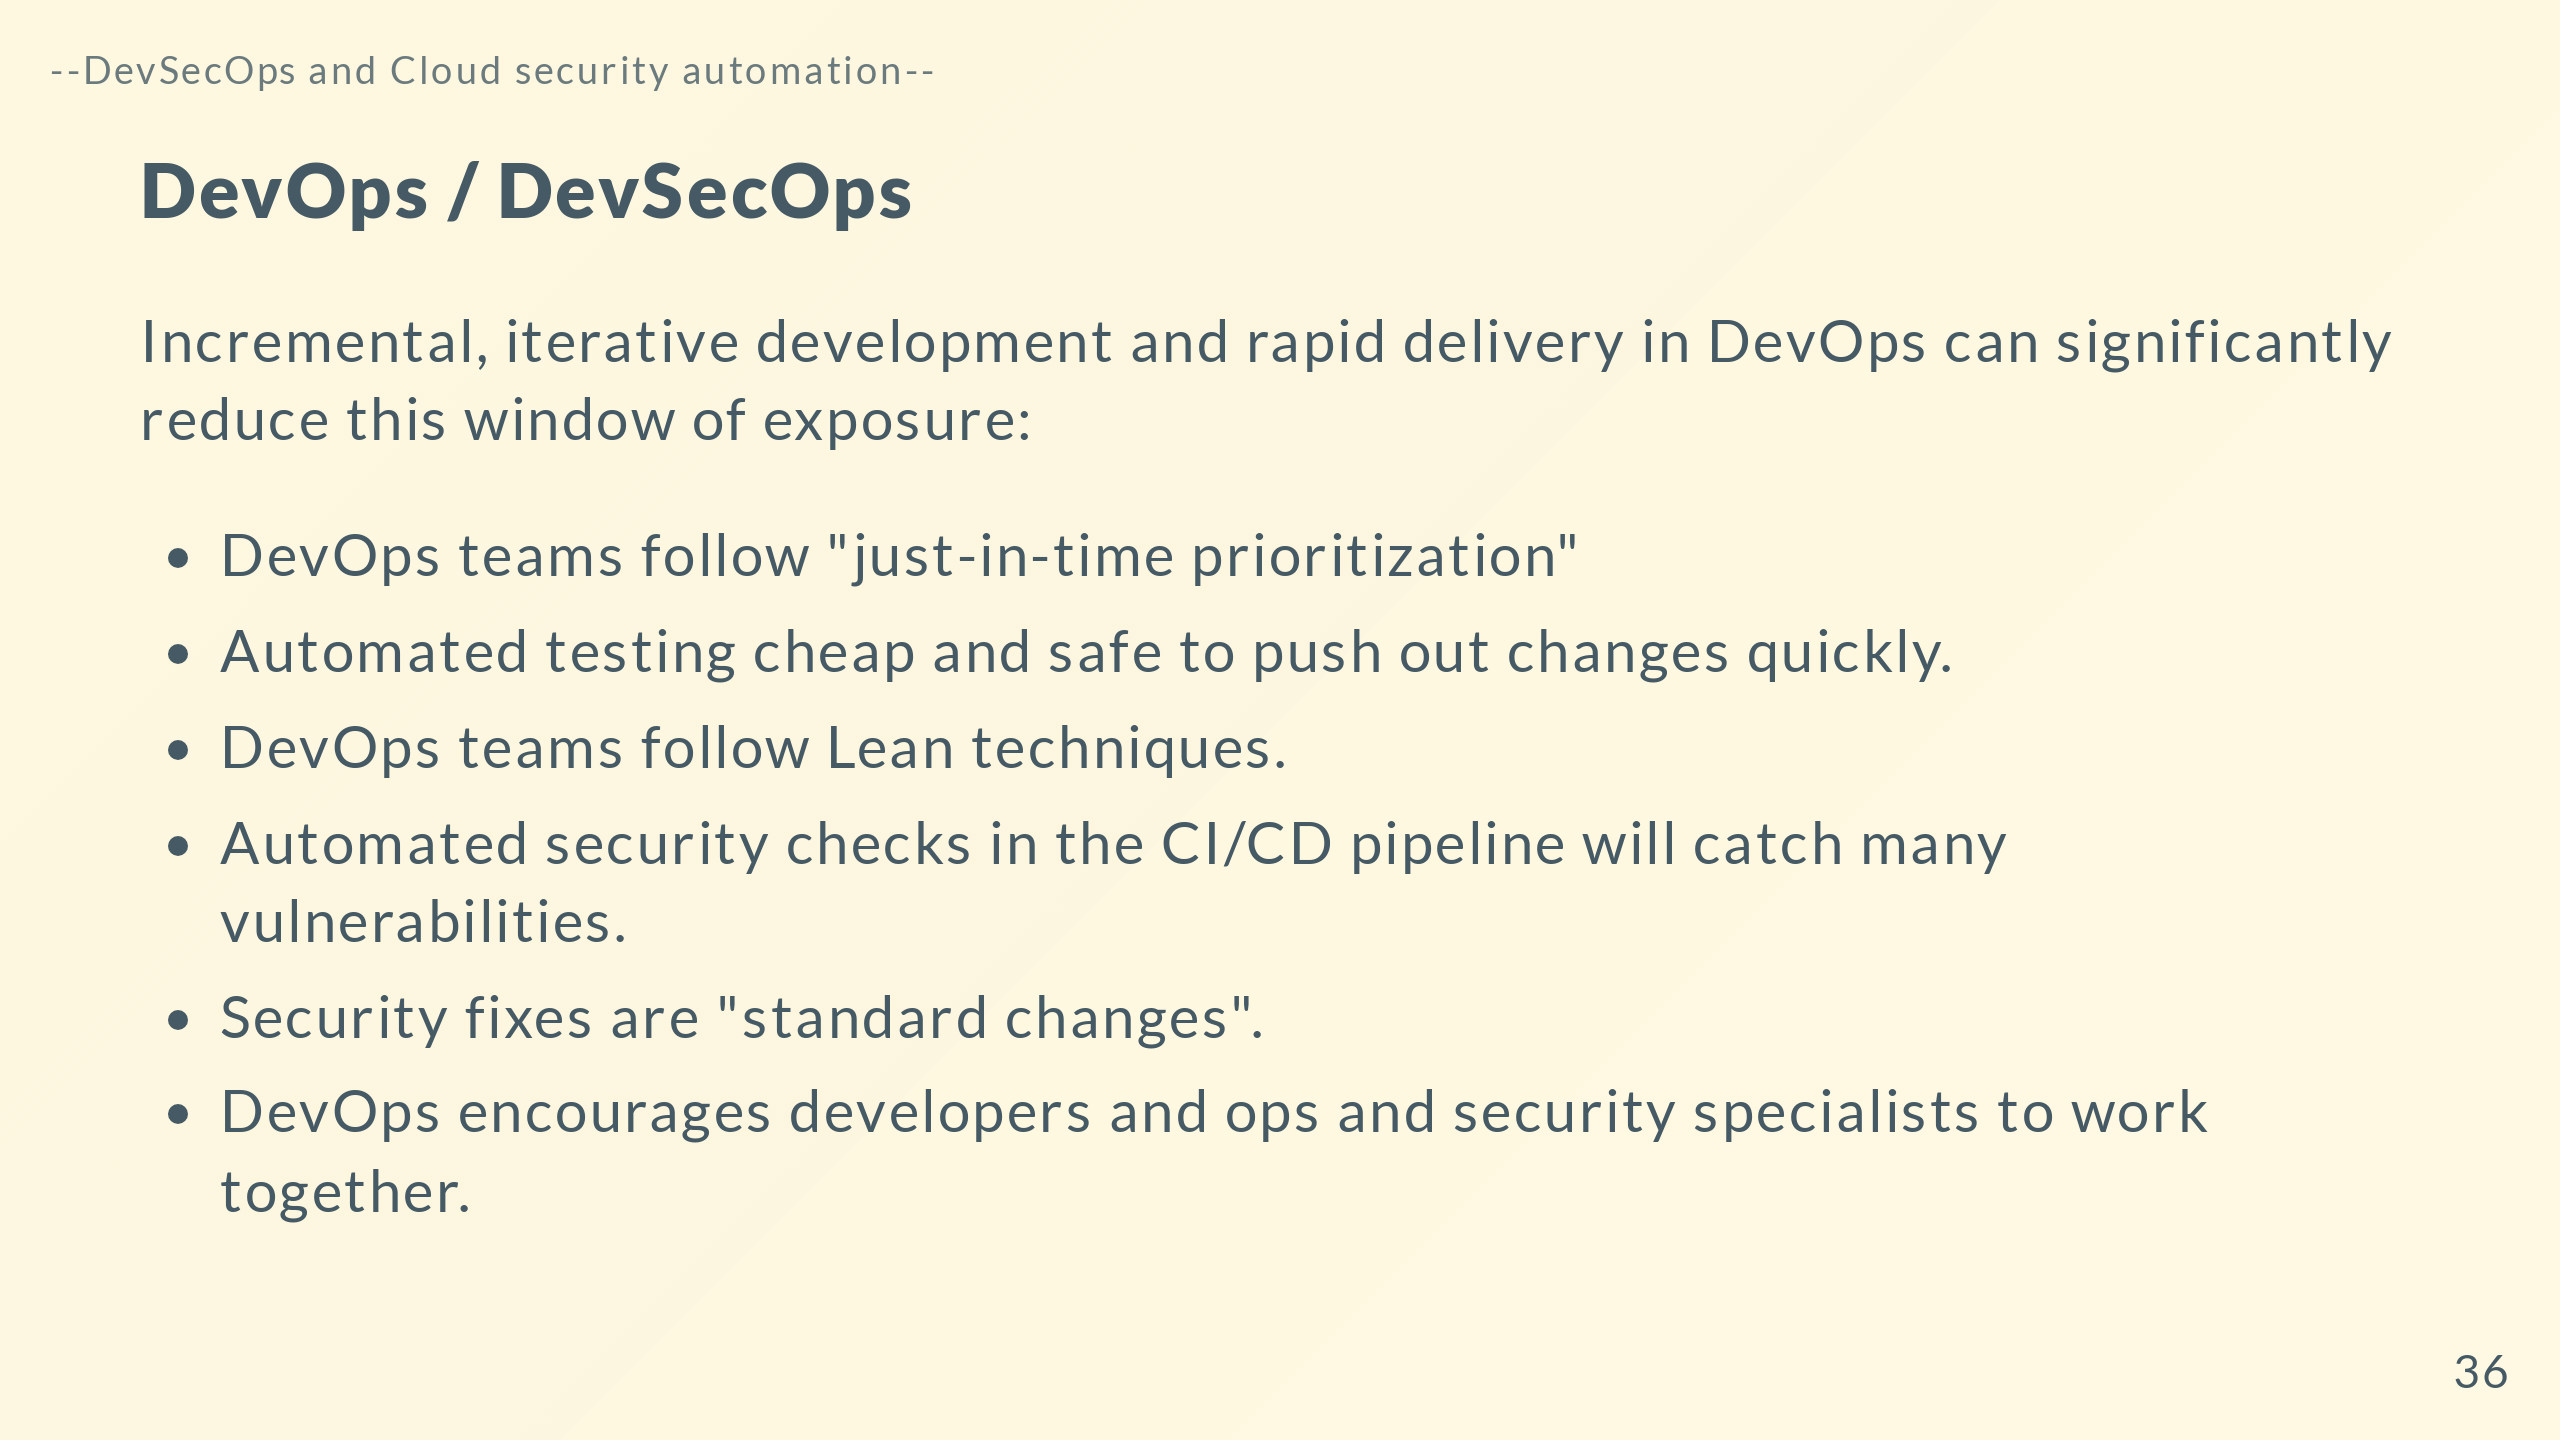 --DevSecOps and Cloud security automation--
DevOps / DevSecOps
Incremental, iterative development and rapid delivery in DevOps can significantly
reduce this window of exposure:
• DevOps teams follow "just-in-time prioritization"
• Automated testing cheap and safe to push out changes quickly.
• DevOps teams follow Lean techniques.
• Automated security checks in the CI/CD pipeline will catch many
vulnerabilities.
• Security fixes are "standard changes".
• DevOps encourages developers and ops and security specialists to work
together.
36